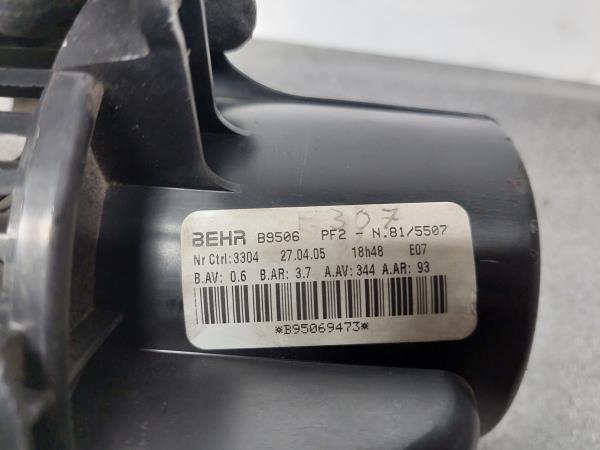 307
BEHR B9506 PF2 - N.81/5507
Nr Ctrl:3304 27.04.05 18h48 E07
B.AV: 0.6 B.AR: 3.7 A.AV: 344 A.AR: 93
*B95069473*